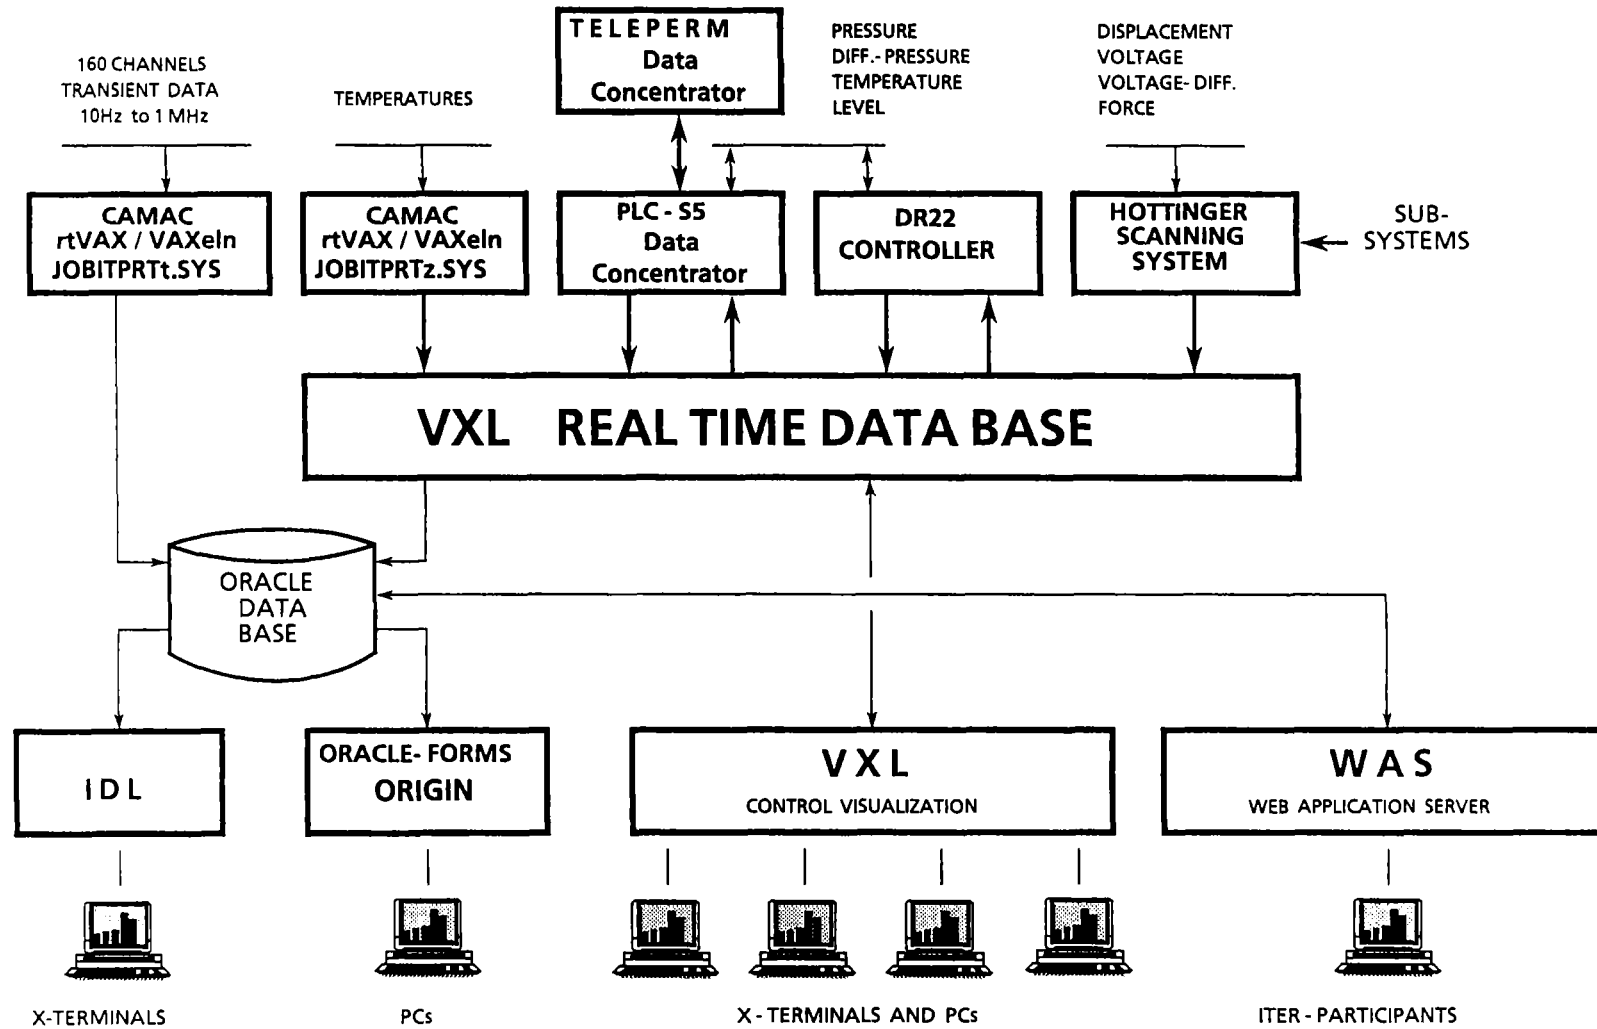 TELEPERM
Data
Concentrator
160 CHANNELS
TRANSIENT DATA
10Hz to 1 MHz
TEMPERATURES
PRESSURE
DIFF.- PRESSURE
TEMPERATURE
LEVEL
DISPLACEMENT
VOLTAGE
VOLTAGE- DIFF.
FORCE
CAMAC
rtVAX / VAXeln
JOBITPRTt.SYS
CAMAC
rtVAX / VAXeln
JOBITPRTz.SYS
PLC - S5
Data
Concentrator
DR22
CONTROLLER
HOTTINGER
SCANNING
SYSTEM
SUB-
SYSTEMS
VXL REAL TIME DATA BASE
ORACLE
DATA
BASE
IDL
ORACLE- FORMS
ORIGIN
VXL
CONTROL VISUALIZATION
WAS
WEB APPLICATION SERVER
X-TERMINALS
PCs
X - TERMINALS AND PCs
ITER - PARTICIPANTS